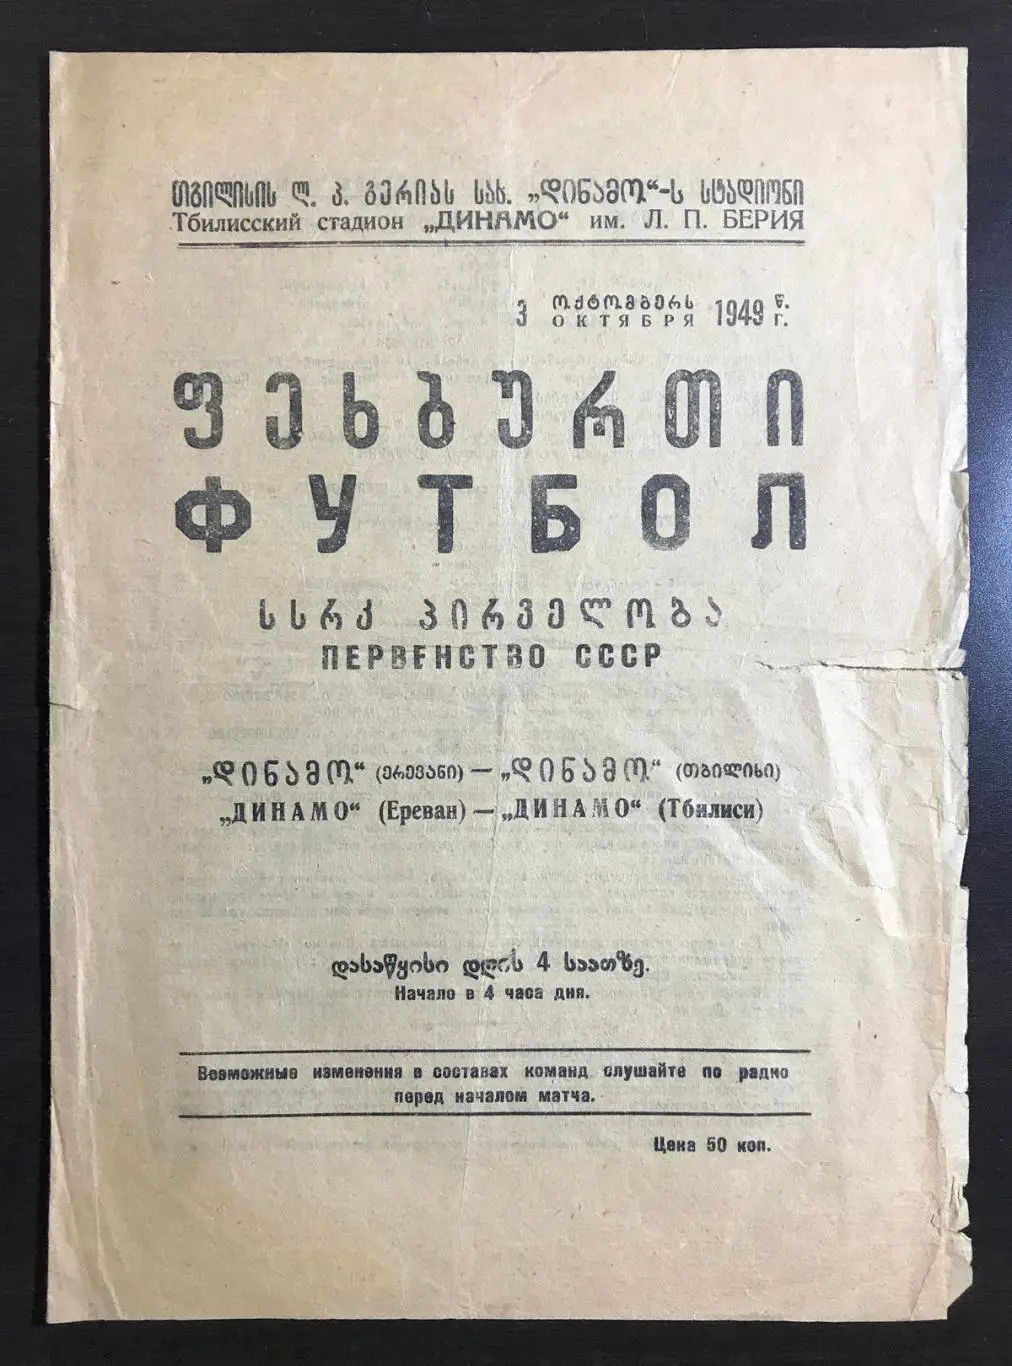 თბილისის ლ. პ. ბერიას სახ. „დინამო“-ს სტადიონი
Тбилисский стадион „ДИНАМО“ им. Л. П. БЕРИЯ
3 ოქტომბერს 1949 წ.
ОКТЯБРЯ Г.
ფეხბურთი
ФУТБОЛ
სსრკ პირველობა
ПЕРВЕНСТВО СССР
„დინამო“ (ერევანი) — „დინამო“ (თბილისი)
„ДИНАМО“ (Ереван) — „ДИНАМО“ (Тбилиси)
დასაწყისი დღის 4 საათზე.
Начало в 4 часа дня.
Возможные изменения в составах команд слушайте по радио
перед началом матча.
Цена 50 коп.